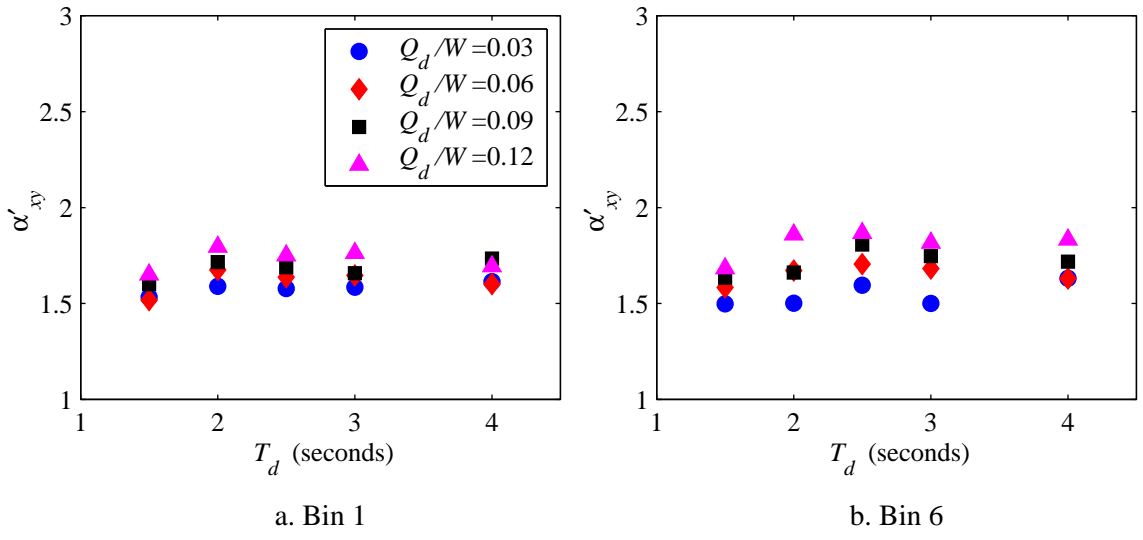 3
2.5
2
1.5
1
α′xy
Qd/W=0.03
Qd/W=0.06
Qd/W=0.09
Qd/W=0.12
1 2 3 4
Td (seconds)
a. Bin 1
3
2.5
2
1.5
1
α′xy
1 2 3 4
Td (seconds)
b. Bin 6